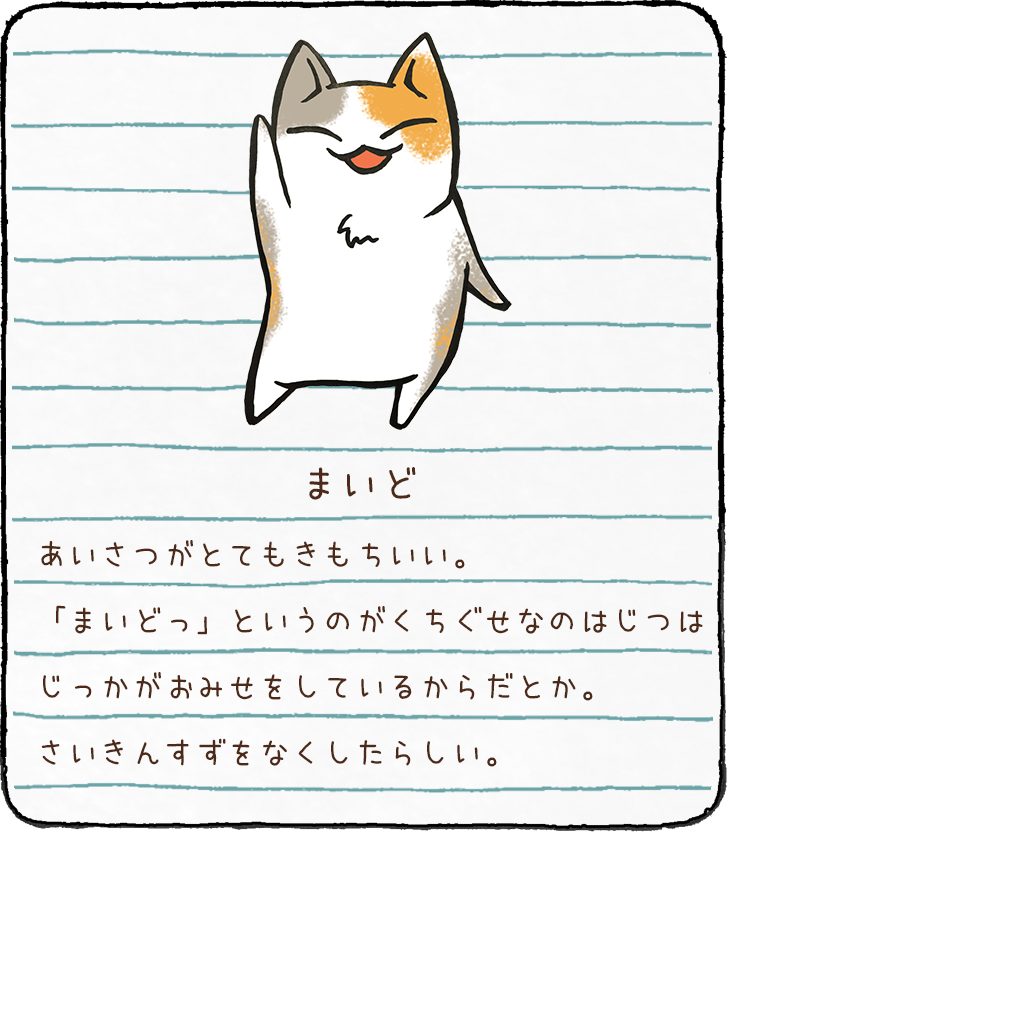 まいど
あいさつがとてもきもちいい。
「まいどっ」というのがくちぐせなのはじつは
じっかがおみせをしているからだとか。
さいきんすずをなくしたらしい。